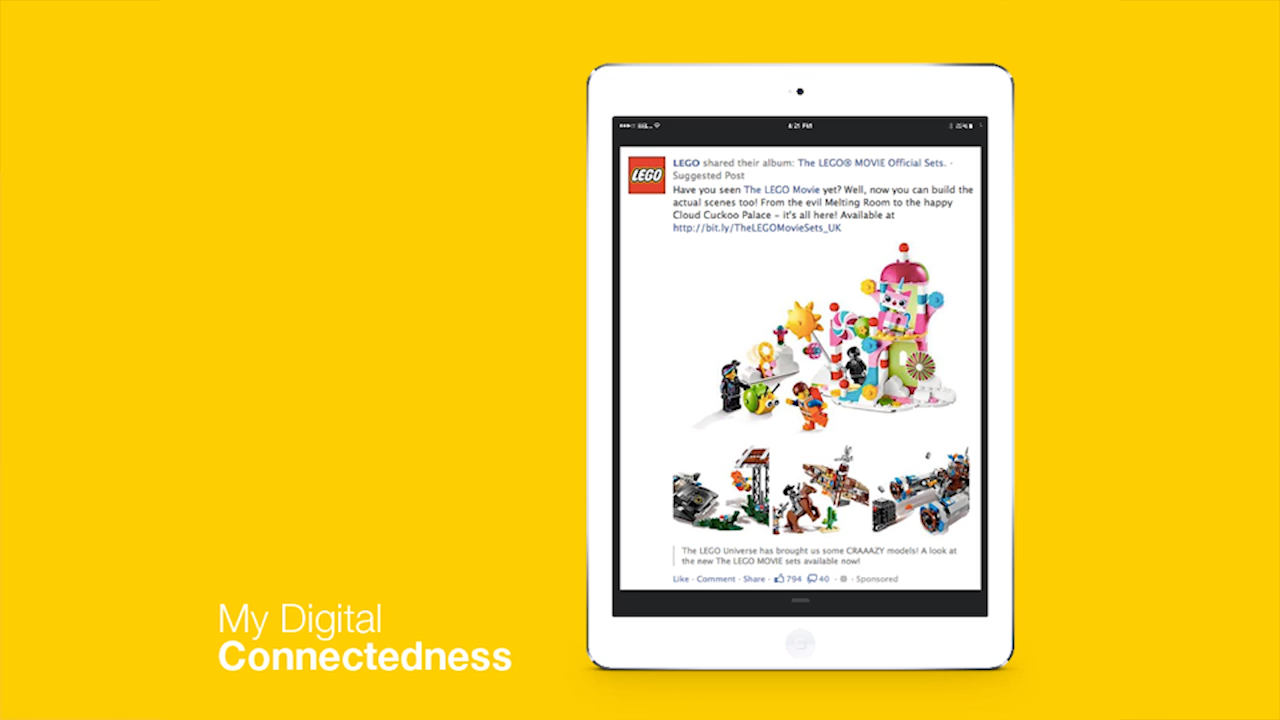 4:21 PM
LEGO
LEGO shared their album: The LEGO® MOVIE Official Sets. ·
Suggested Post
Have you seen The LEGO Movie yet? Well, now you can build the
actual scenes too! From the evil Melting Room to the happy
Cloud Cuckoo Palace – it's all here! Available at
http://bit.ly/TheLEGOMovieSets_UK
The LEGO Universe has brought us some CRAAAZY models! A look at
the new The LEGO MOVIE sets available now!
Like · Comment · Share · 794 40 · Sponsored
My Digital
Connectedness